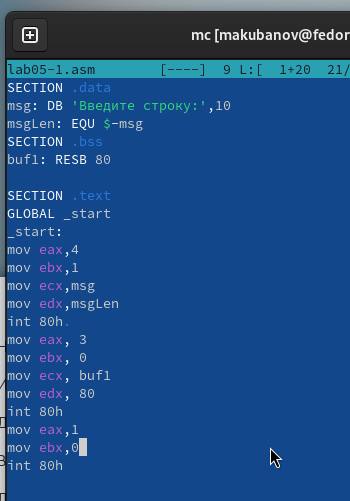 mc [makubanov@fedor
lab05-1.asm [----] 9 L:[ 1+20 21/
SECTION .data
msg: DB 'Введите строку:',10
msgLen: EQU $-msg
SECTION .bss
buf1: RESB 80
SECTION .text
GLOBAL _start
_start:
mov eax,4
mov ebx,1
mov ecx,msg
mov edx,msgLen
int 80h
mov eax, 3
mov ebx, 0
mov ecx, buf1
mov edx, 80
int 80h
mov eax,1
mov ebx,0
int 80h